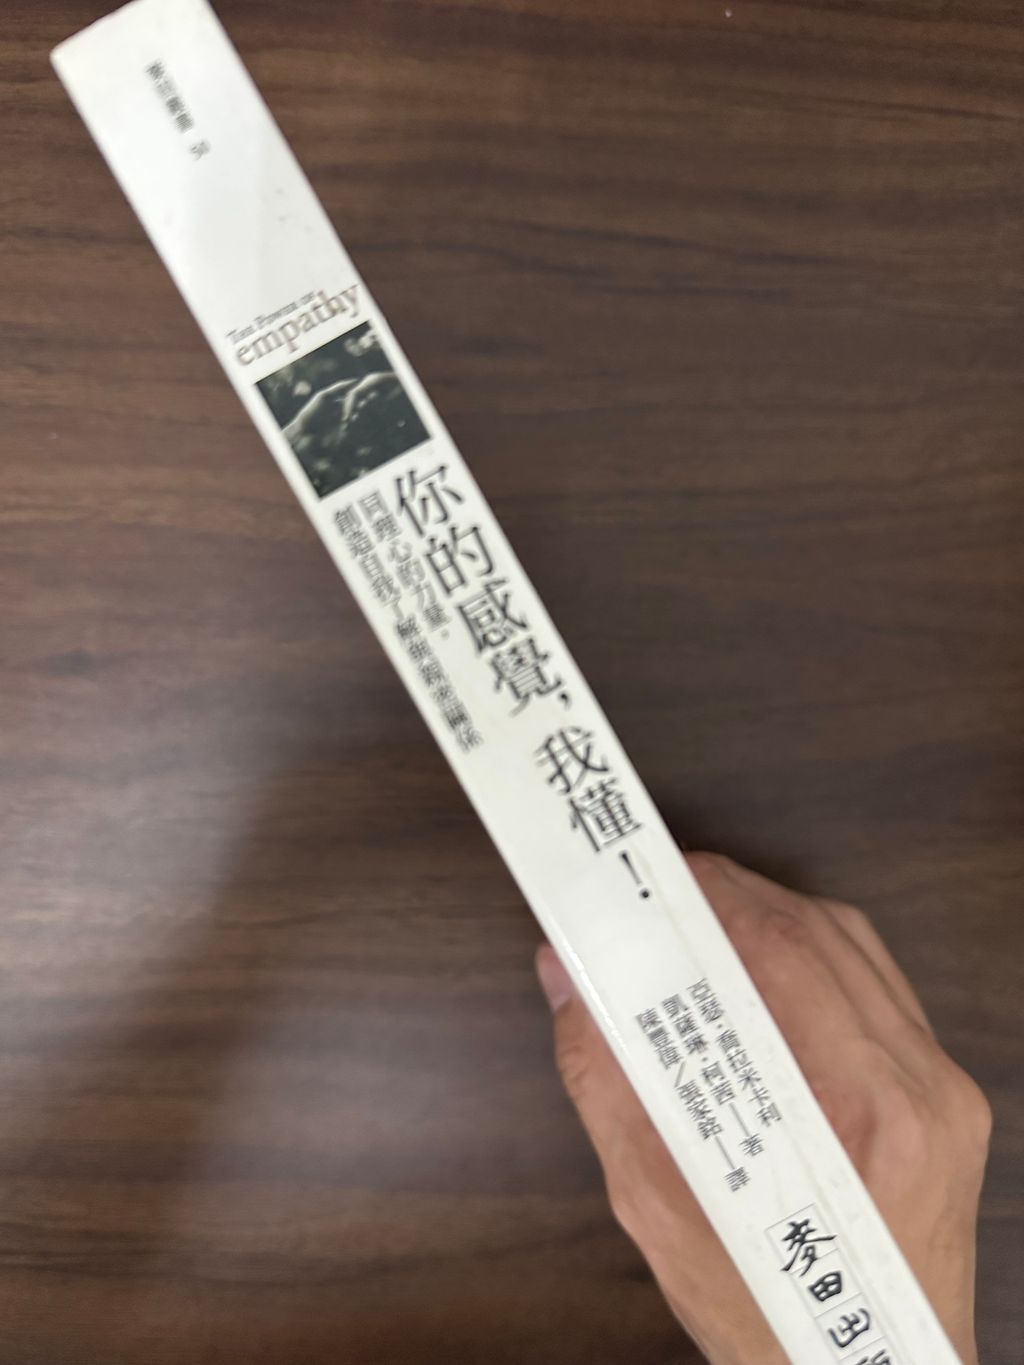 麥田叢書 50
The Power of
empathy
你的感覺，我懂！
同理心的力量，
創造自我了解與親密關係
亞瑟．喬拉米卡利
凱薩琳．柯茜——著
陳豐偉／張家銘——譯
麥田出